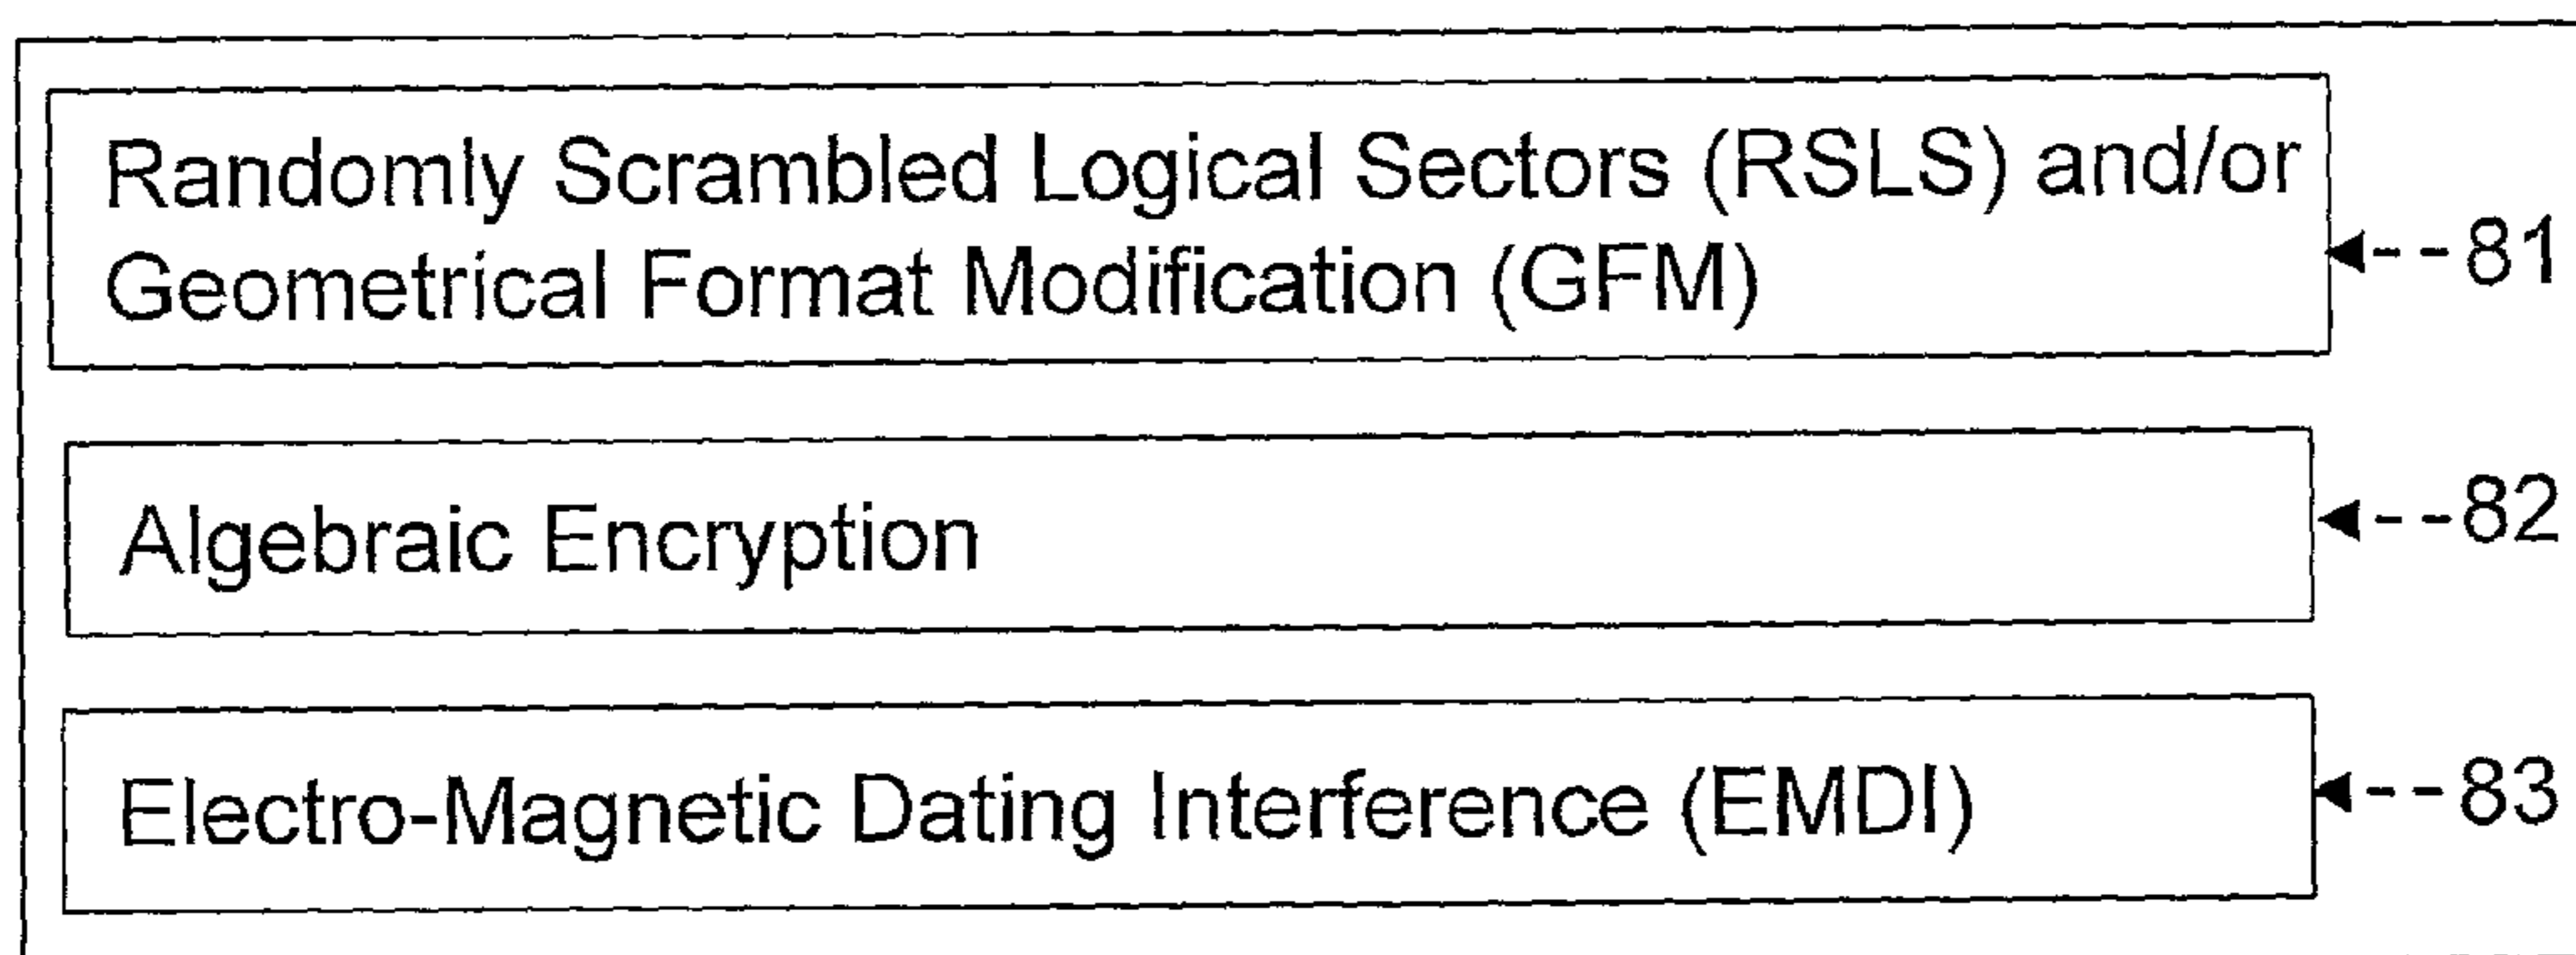 Randomly Scrambled Logical Sectors (RSLS) and/or
Geometrical Format Modification (GFM)
81
Algebraic Encryption
82
Electro-Magnetic Dating Interference (EMDI)
83